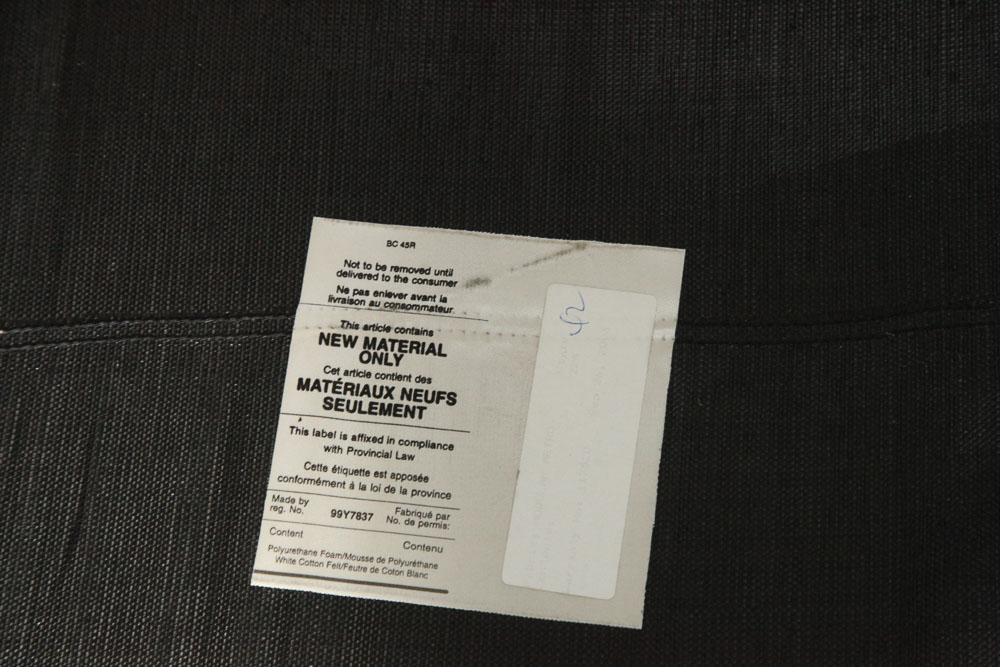 BC 45R
Not to be removed until
delivered to the consumer
Ne pas enlever avant la
livraison au consommateur
This article contains
NEW MATERIAL
ONLY
Cet article contient des
MATÉRIAUX NEUFS
SEULEMENT
This label is affixed in compliance
with Provincial Law
Cette étiquette est apposée
conformément à la loi de la province
Made by
reg. No.
99Y7837
Fabriqué par
No. de permis:
Content
Contenu
Polyurethane Foam/Mousse de Polyuréthane
White Cotton Felt/Feutre de Coton Blanc